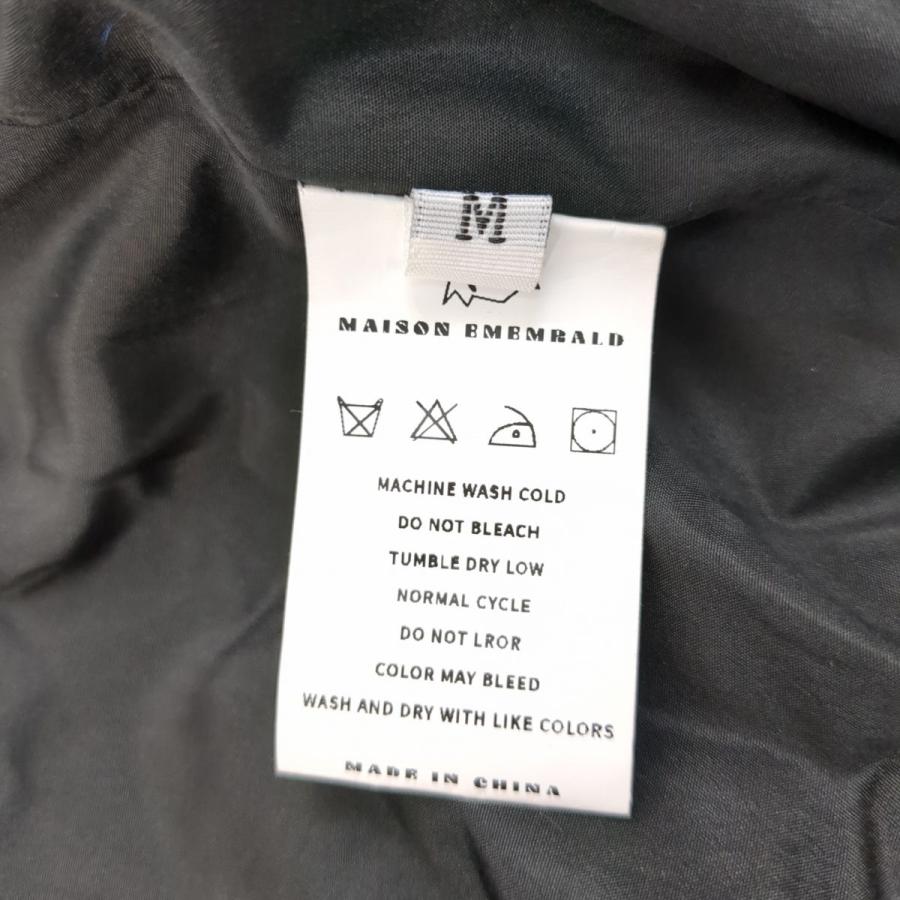 M
MAISON EMEMRALD
MACHINE WASH COLD
DO NOT BLEACH
TUMBLE DRY LOW
NORMAL CYCLE
DO NOT LROR
COLOR MAY BLEED
WASH AND DRY WITH LIKE COLORS
MADE IN CHINA